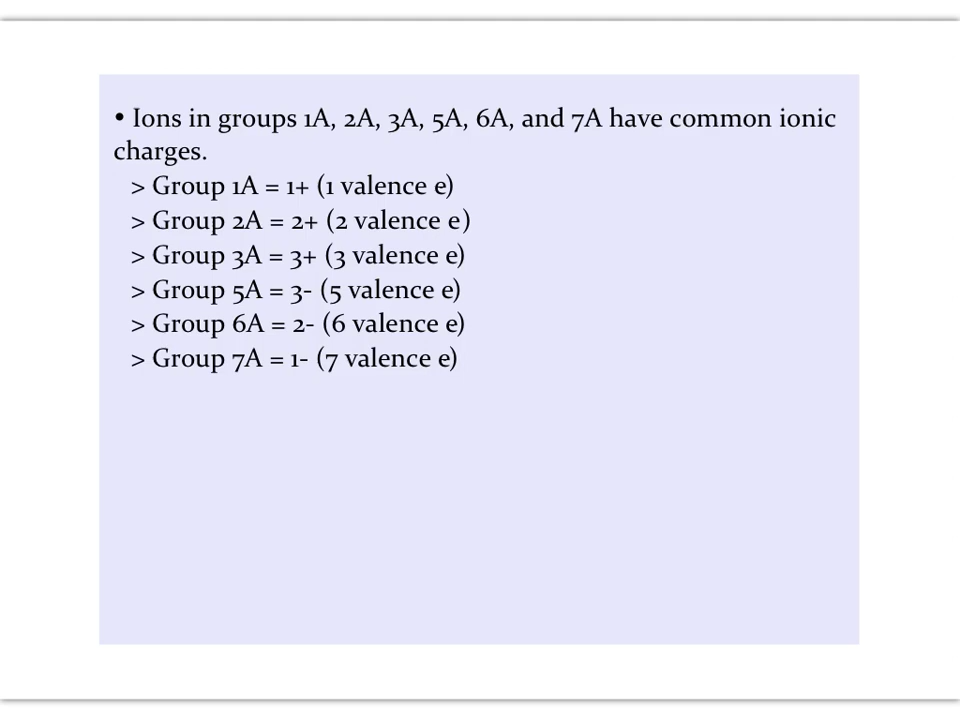 • Ions in groups 1A, 2A, 3A, 5A, 6A, and 7A have common ionic
charges.
> Group 1A = 1+ (1 valence e)
> Group 2A = 2+ (2 valence e)
> Group 3A = 3+ (3 valence e)
> Group 5A = 3- (5 valence e)
> Group 6A = 2- (6 valence e)
> Group 7A = 1- (7 valence e)